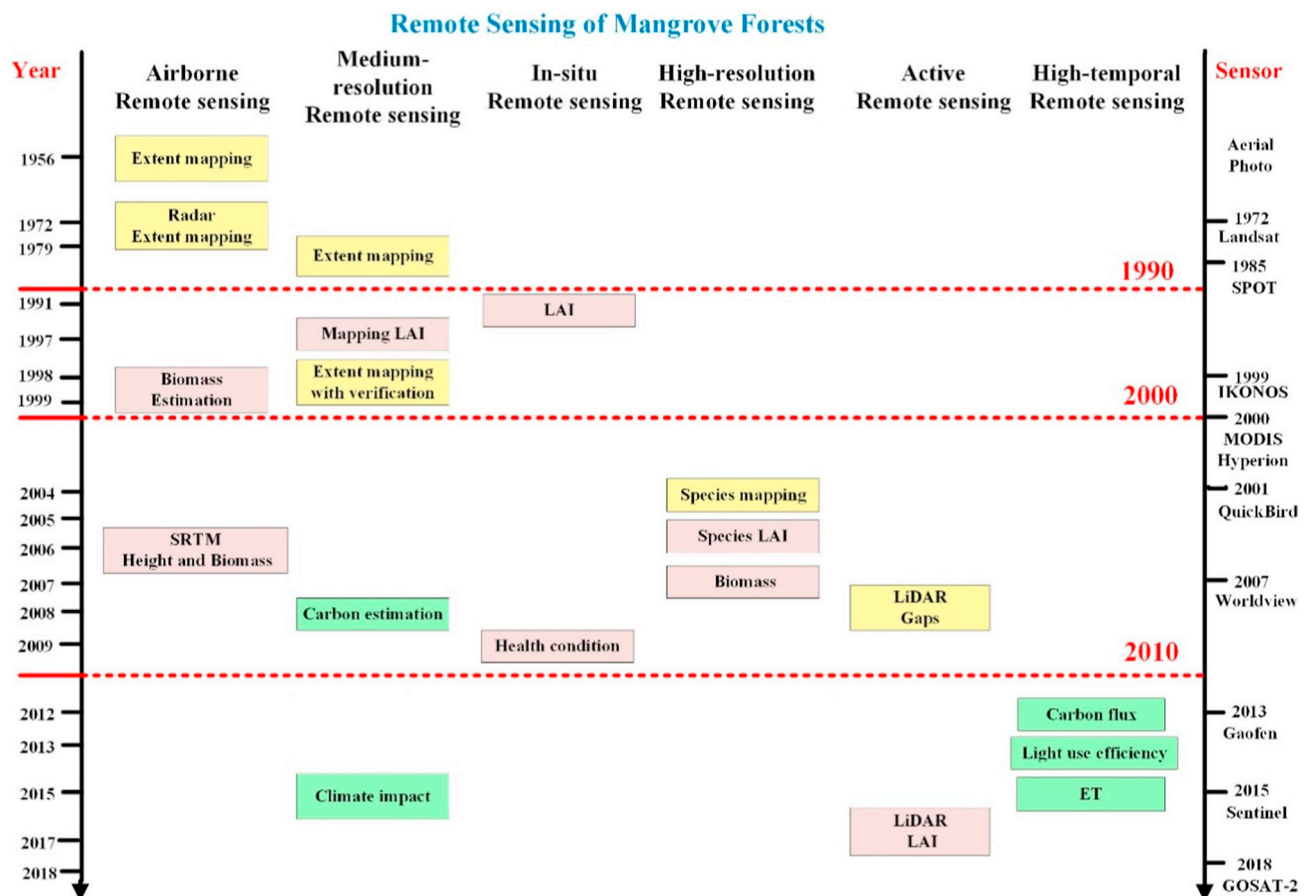 Remote Sensing of Mangrove Forests
Year
Airborne
Remote sensing
Medium-
resolution
Remote sensing
In-situ
Remote sensing
High-resolution
Remote sensing
Active
Remote sensing
High-temporal
Remote sensing
Sensor
1956
Extent mapping
Aerial
Photo
1972
Radar
Extent mapping
1972
Landsat
1979
Extent mapping
1985
SPOT
1990
1991
LAI
1997
Mapping LAI
1998
1999
Biomass
Estimation
Extent mapping
with verification
1999
IKONOS
2000
2000
MODIS
Hyperion
2004
Species mapping
2001
QuickBird
2005
Species LAI
2006
SRTM
Height and Biomass
2007
Biomass
2007
Worldview
2008
Carbon estimation
LiDAR
Gaps
2009
Health condition
2010
2012
Carbon flux
2013
Gaofen
2013
Light use efficiency
2015
Climate impact
ET
2015
Sentinel
2017
LiDAR
LAI
2018
2018
GOSAT-2